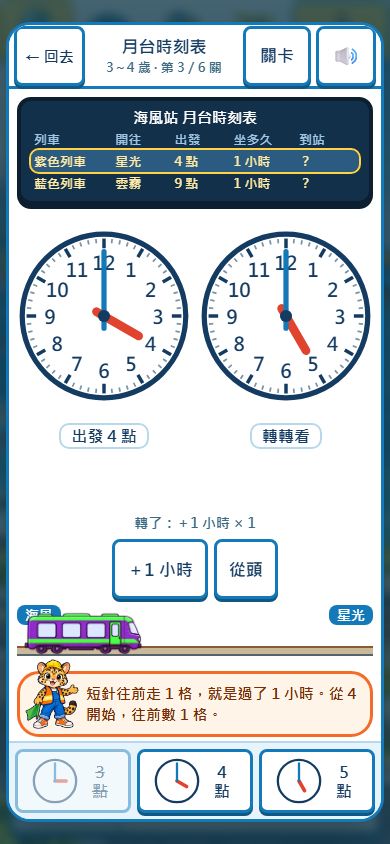 ← 回去
月台時刻表
3~4 歲 · 第 3 / 6 關
關卡
海風站 月台時刻表
列車 開往 出發 坐多久 到站
紫色列車 星光 4 點 1 小時 ?
藍色列車 雲霧 9 點 1 小時 ?
12 1 2 3 4 5 6 7 8 9 10 11
12 1 2 3 4 5 6 7 8 9 10 11
出發 4 點
轉轉看
轉了：+1 小時 × 1
+1 小時
從頭
海風
星光
短針往前走 1 格，就是過了 1 小時。從 4
開始，往前數 1 格。
3
點
4
點
5
點